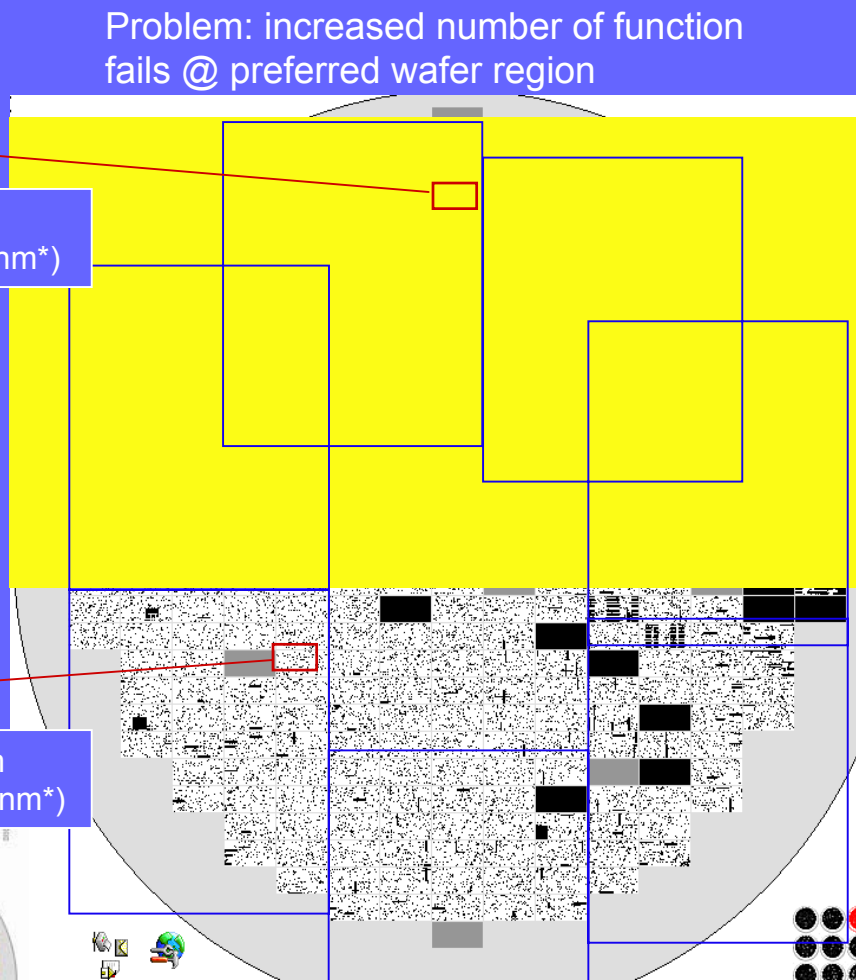 Problem: increased number of function
fails @ preferred wafer region
nm*)
nm*)